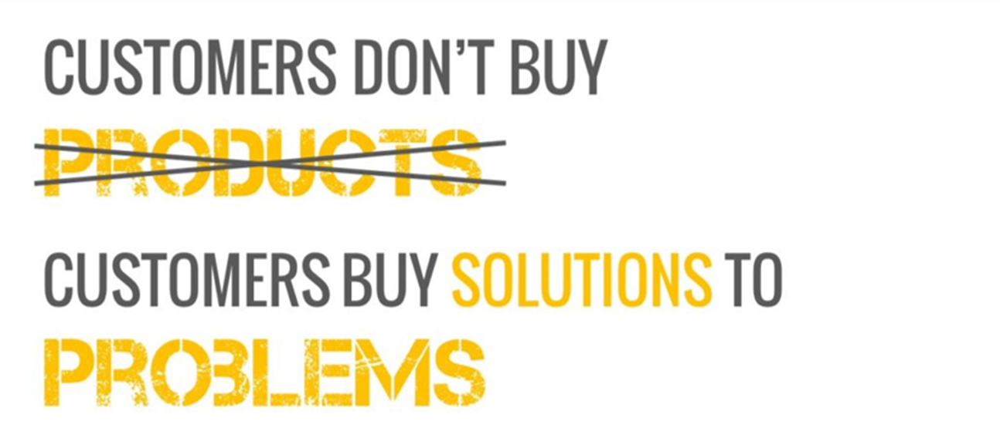 CUSTOMERS DON'T BUY
PRODUCTS
CUSTOMERS BUY SOLUTIONS TO
PROBLEMS